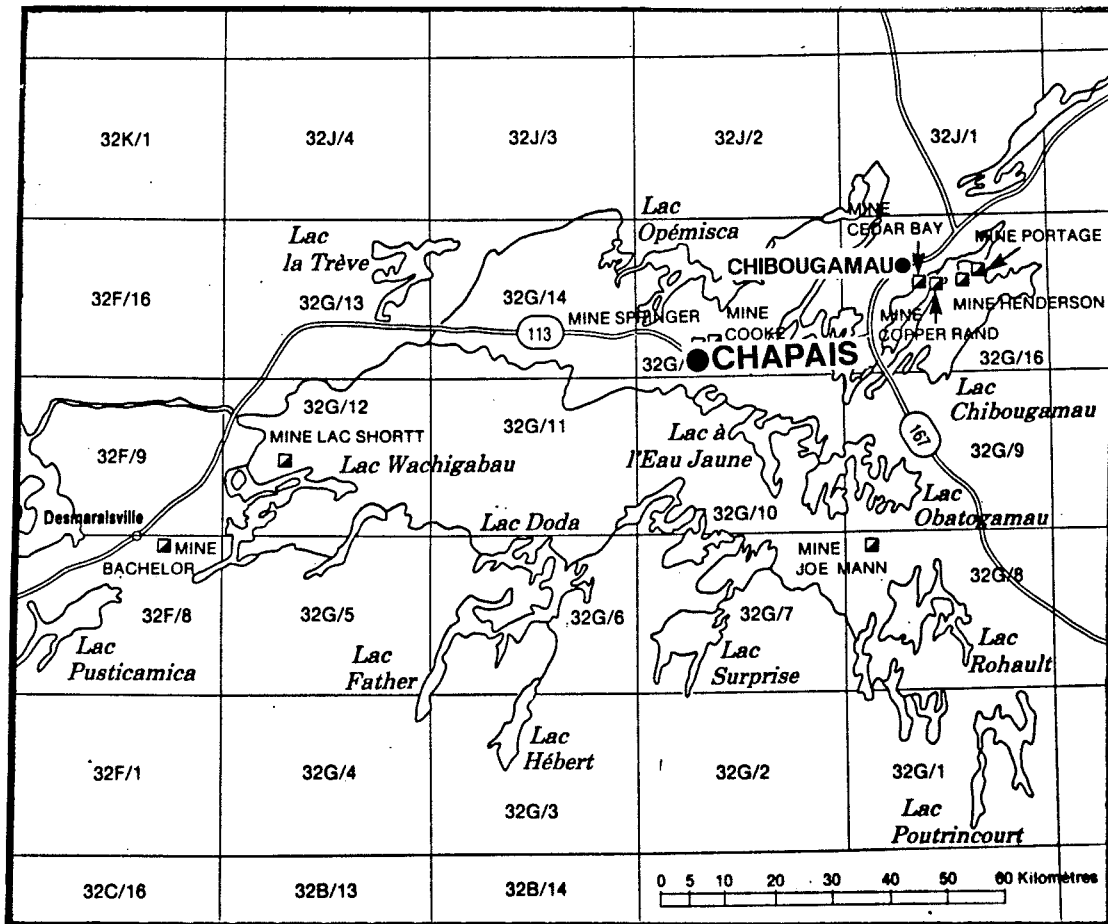 32K/1
32J/4
32J/3
32J/2
32J/1
Lac
la Trève
Lac
Opémisca
MINE
CEDAR BAY
MINE PORTAGE
CHIBOUGAMAU
32F/16
32G/13
32G/14
MINE SPRINGER
MINE
COOKE
MINE
COPPER RAND
MINE HENDERSON
113
32G/
CHAPAIS
32G/16
Lac
Chibougamau
32G/12
32G/11
167
32F/9
MINE LAC SHORTT
Lac Wachigabau
Lac à
l'Eau Jaune
32G/9
Lac
Obatogamau
Desmaraisville
Lac Doda
32G/10
MINE
BACHELOR
MINE
JOE MANN
32F/8
32G/5
32G/6
32G/7
32G/8
Lac
Pusticamica
Lac
Father
Lac
Surprise
Lac
Rohault
Lac
Hébert
32F/1
32G/4
32G/3
32G/2
32G/1
Lac
Poutrincourt
32C/16
32B/13
32B/14
0 5 10 20 30 40 50 60 Kilomètres